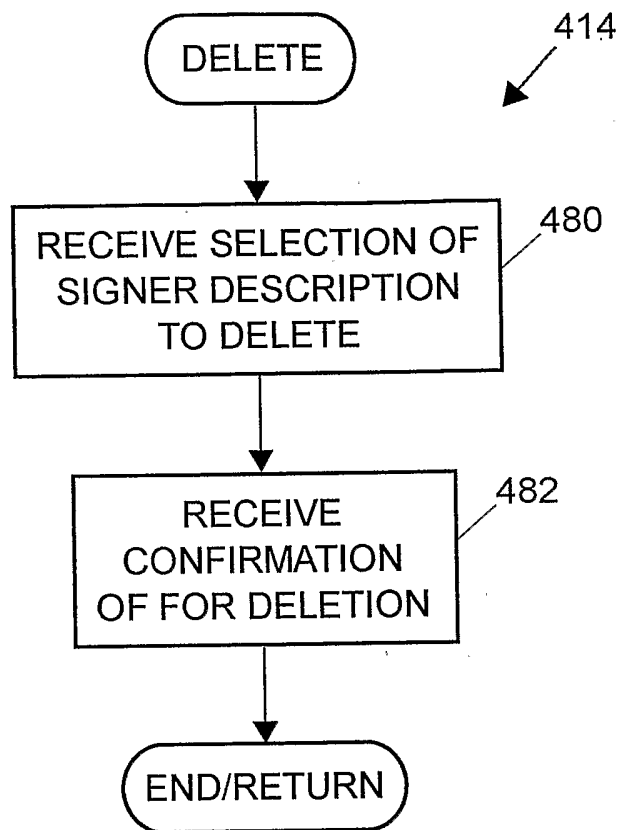 DELETE
414
RECEIVE SELECTION OF
SIGNER DESCRIPTION
TO DELETE
480
RECEIVE
CONFIRMATION
OF FOR DELETION
482
END/RETURN